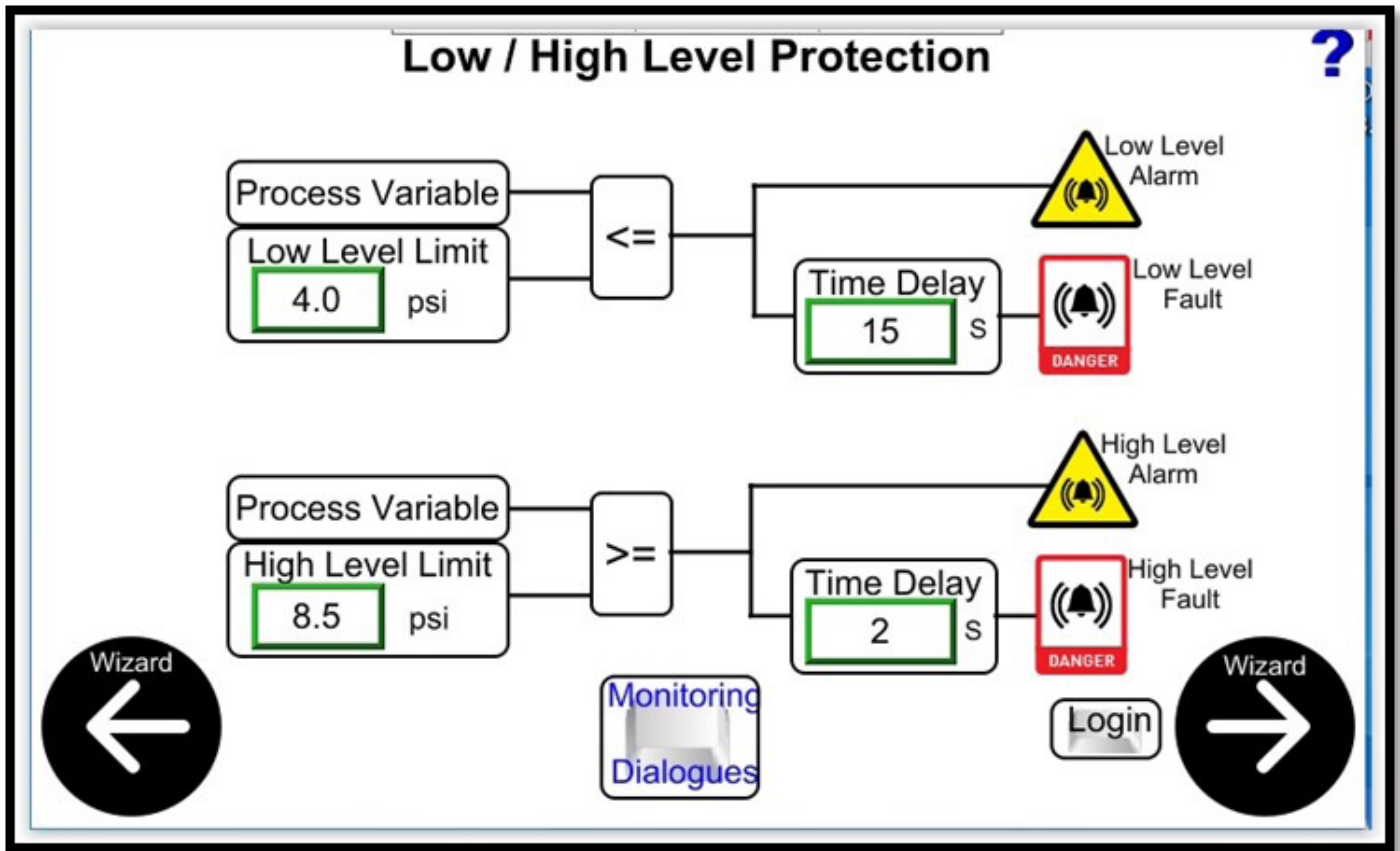 Low / High Level Protection
?
Process Variable
Low Level Limit
4.0 psi
<=
Low Level
Alarm
Time Delay
15 S
Low Level
Fault
DANGER
Process Variable
High Level Limit
8.5 psi
>=
High Level
Alarm
Time Delay
2 S
High Level
Fault
DANGER
Wizard
Monitoring
Dialogues
Login
Wizard